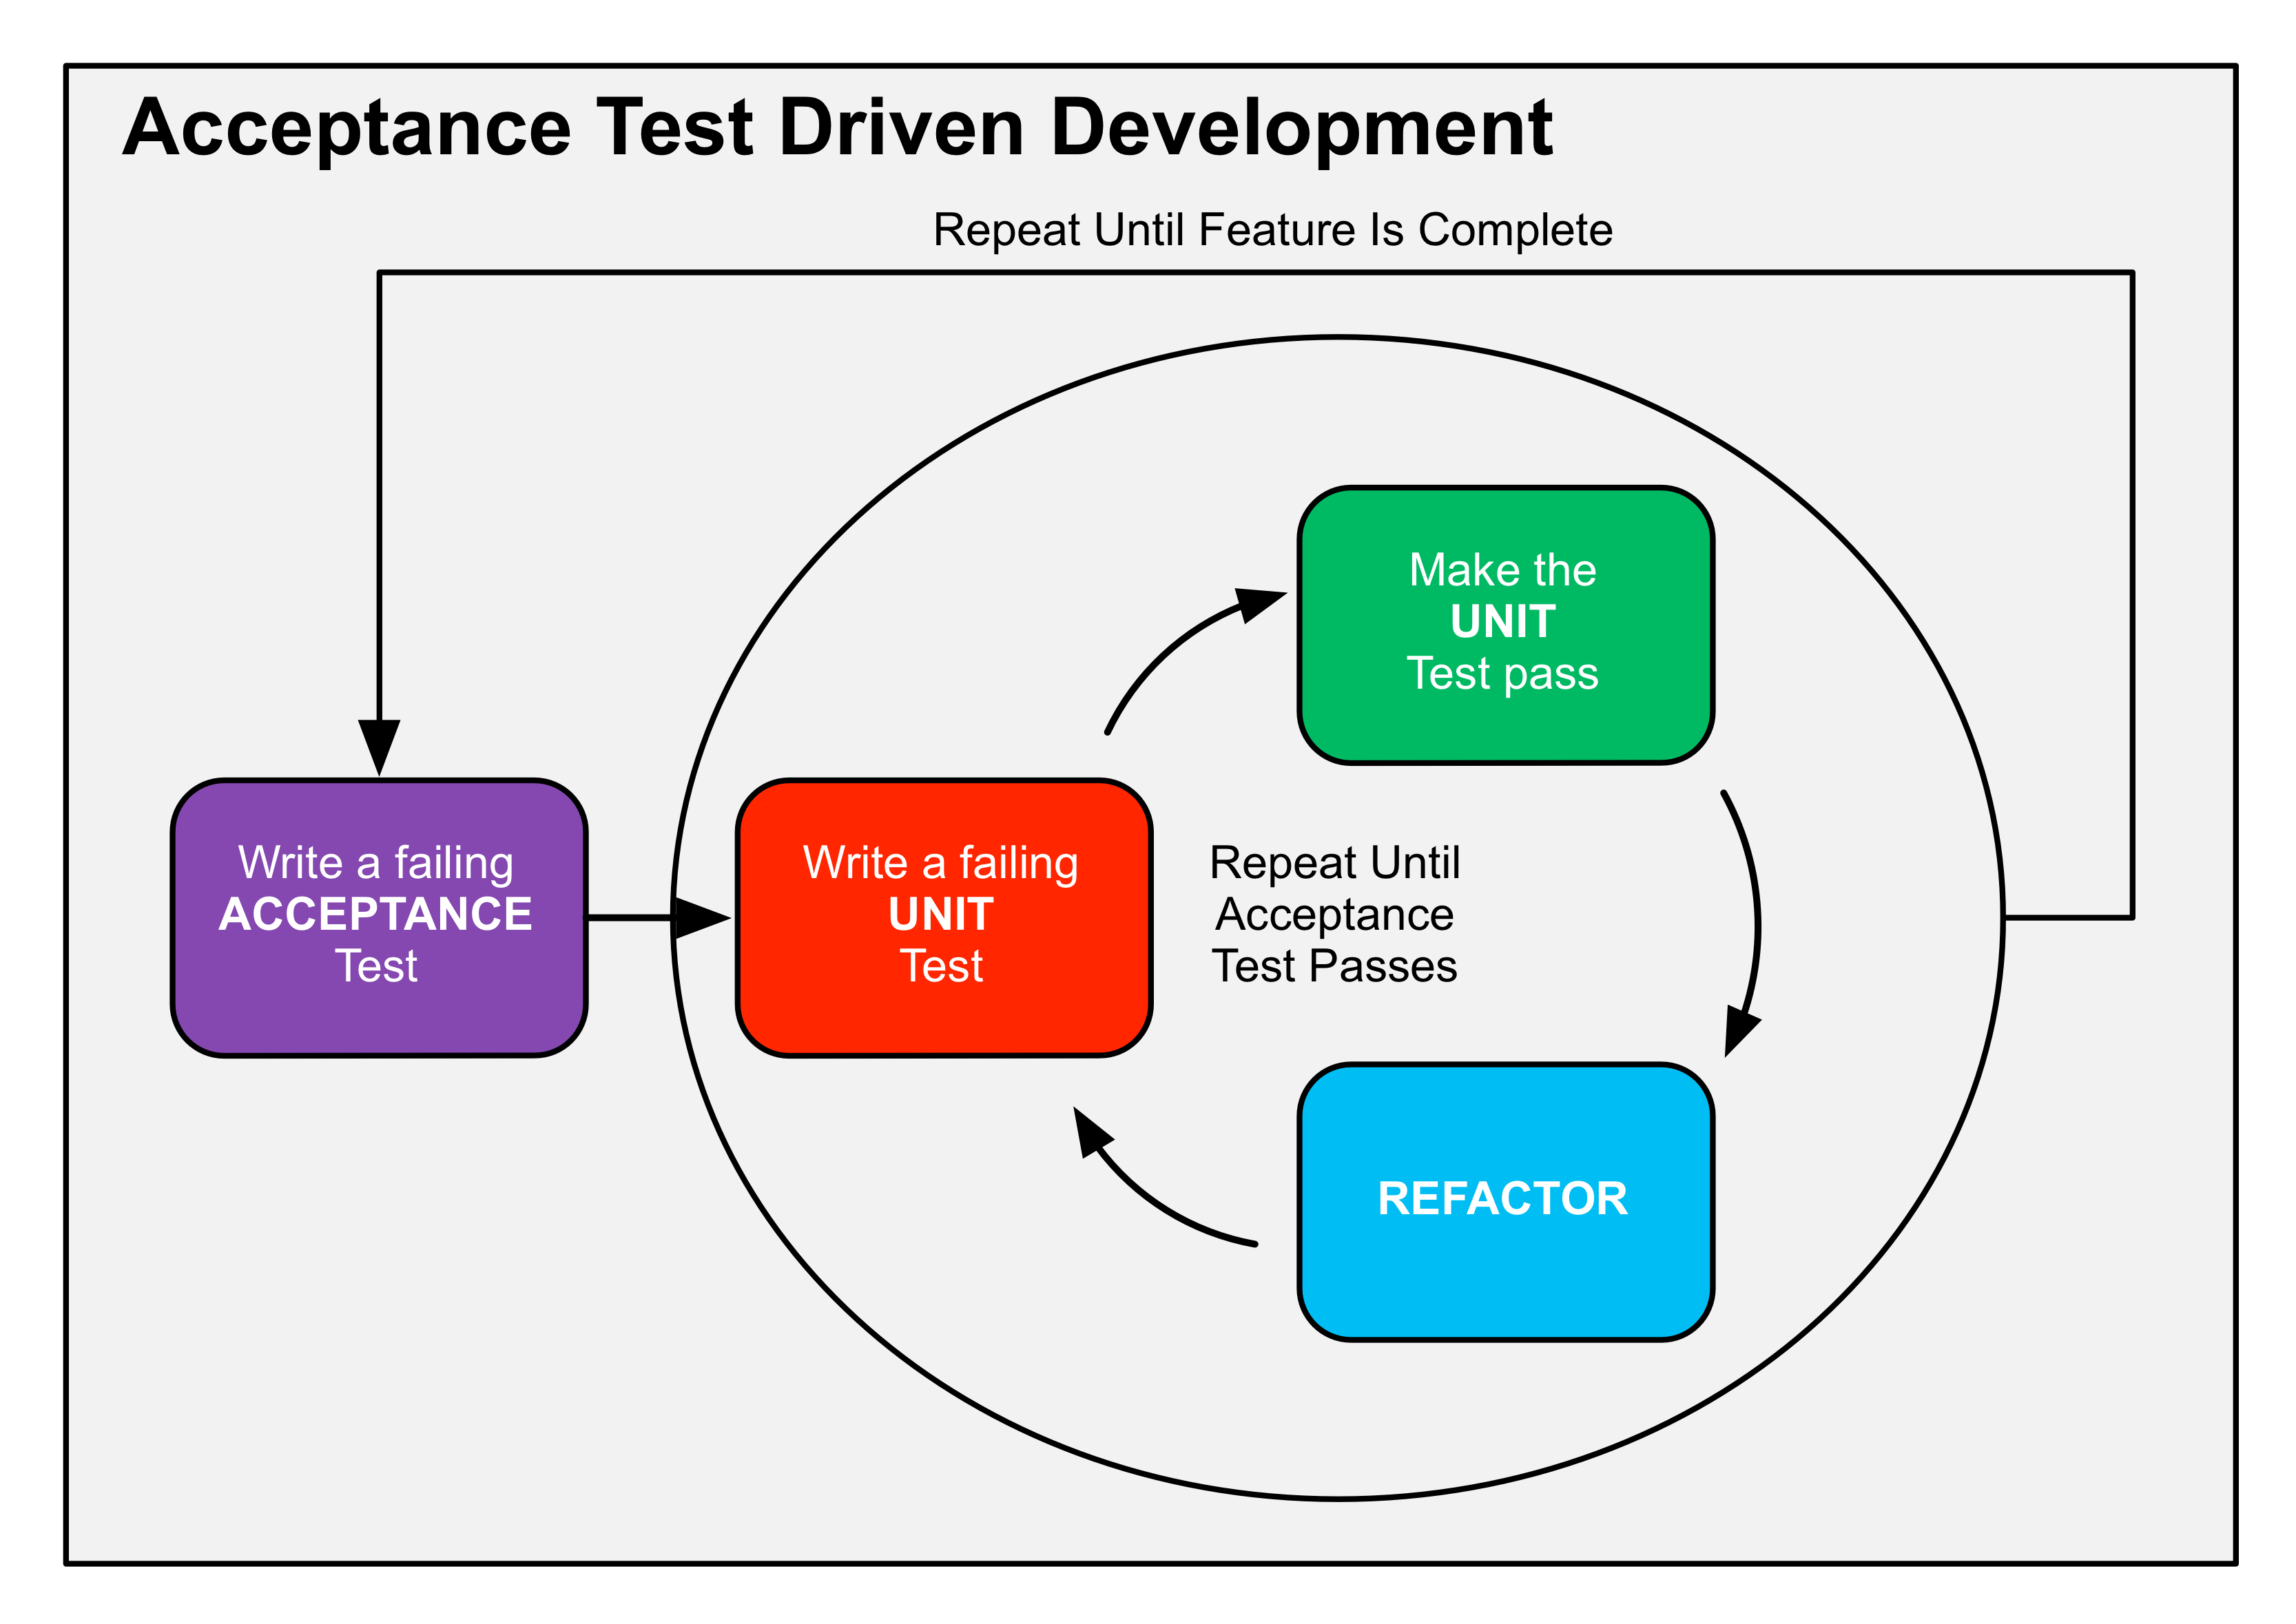 Acceptance Test Driven Development
Repeat Until Feature Is Complete
Write a failing
ACCEPTANCE
Test
Write a failing
UNIT
Test
Make the
UNIT
Test pass
Repeat Until
Acceptance
Test Passes
REFACTOR